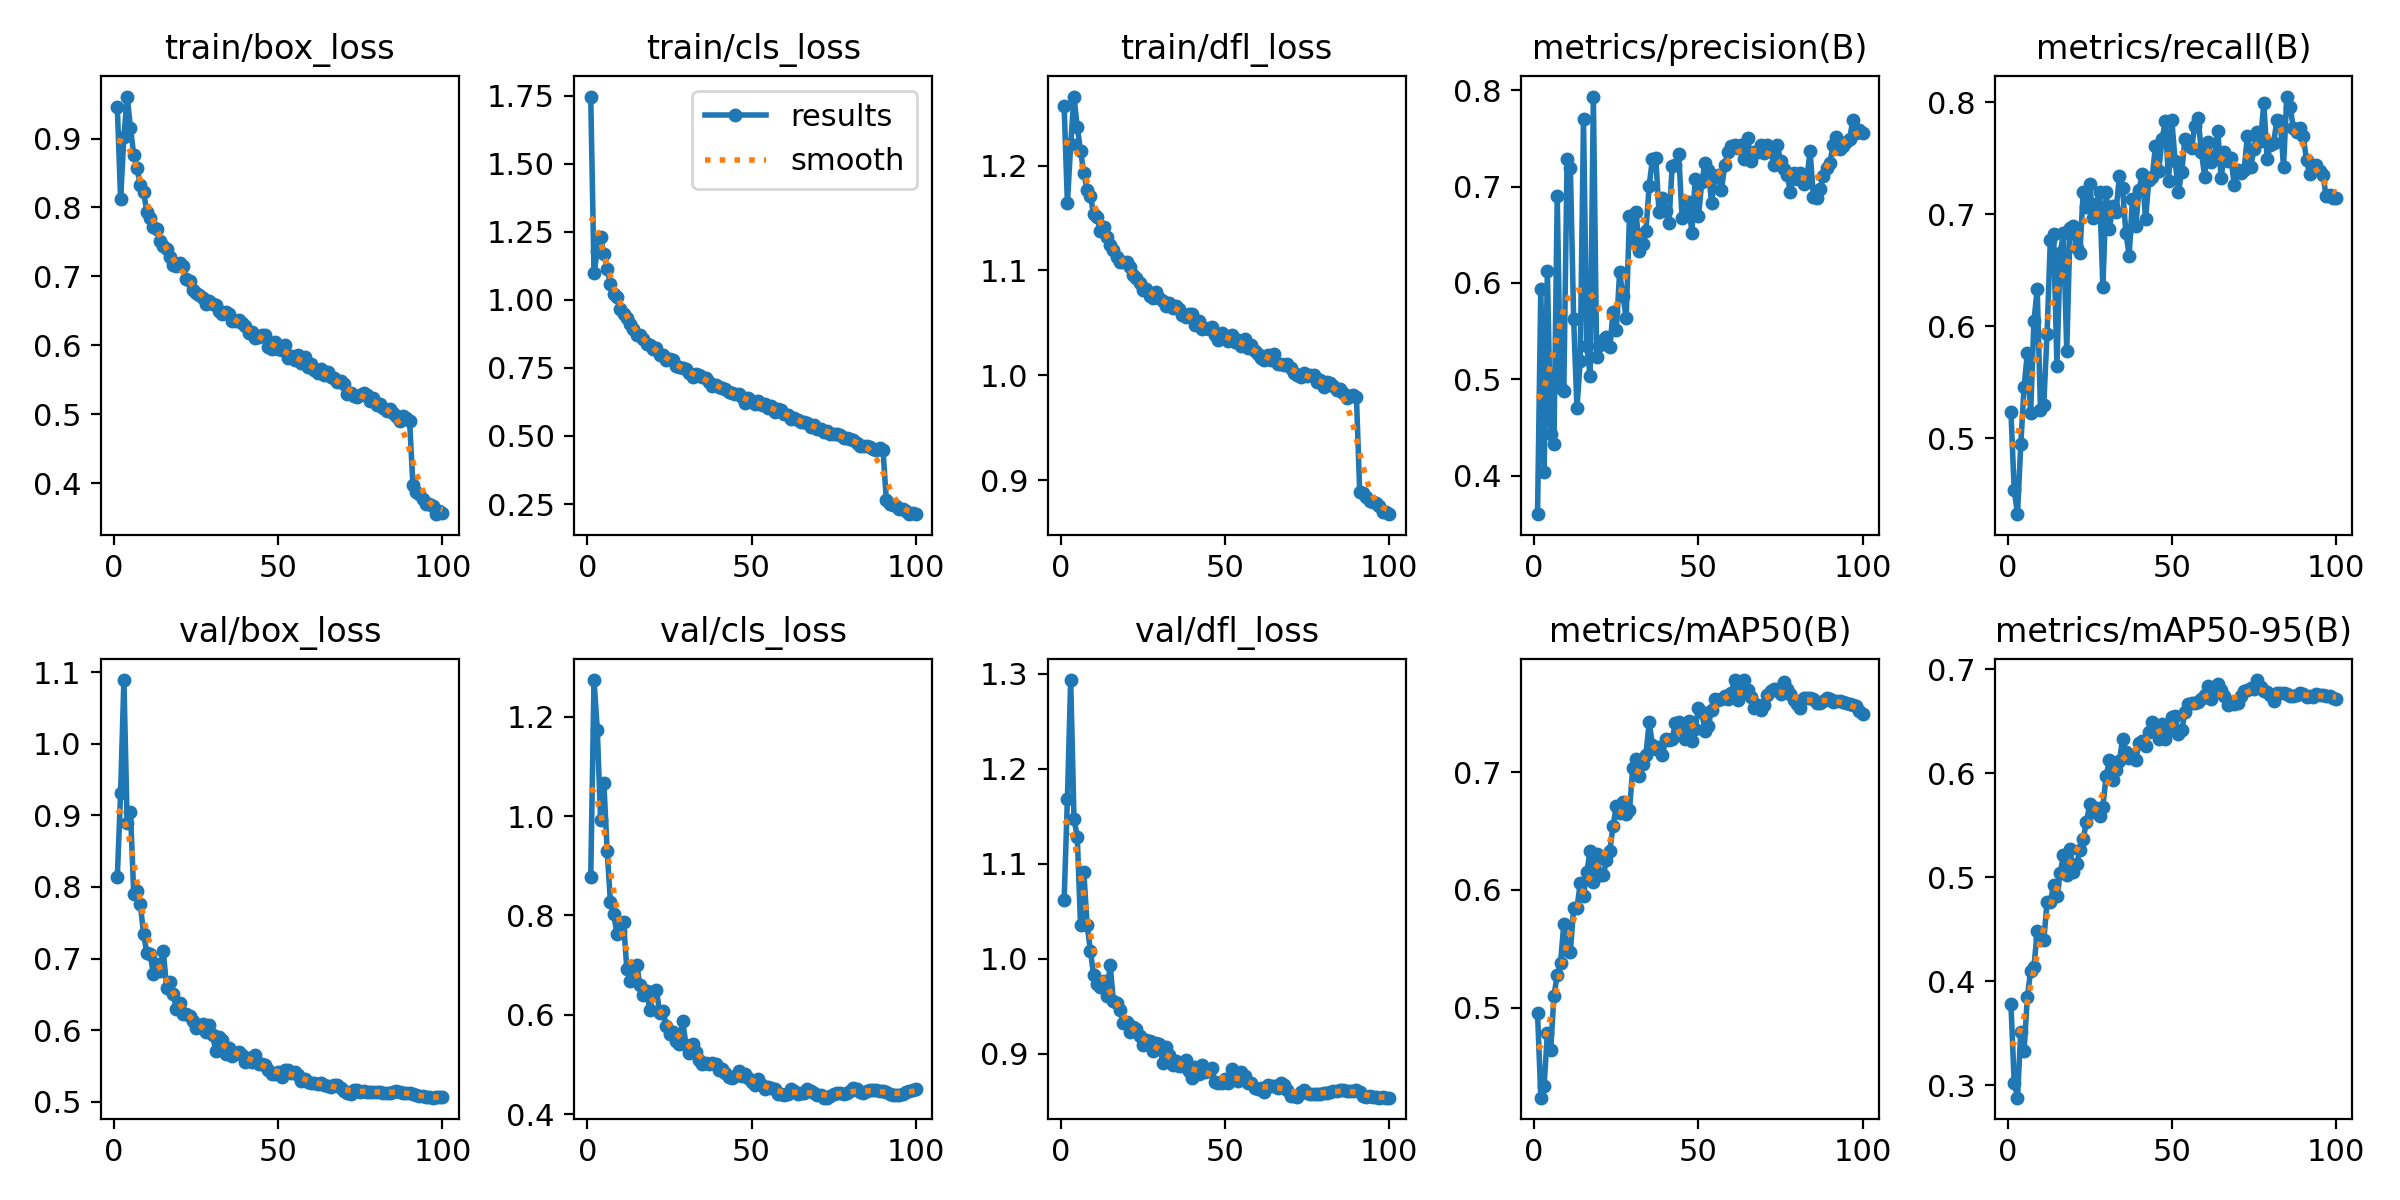 train/box_loss
0.9
0.8
0.7
0.6
0.5
0.4
0 50 100
train/cls_loss
results
smooth
1.75
1.50
1.25
1.00
0.75
0.50
0.25
0 50 100
train/dfl_loss
1.2
1.1
1.0
0.9
0 50 100
metrics/precision(B)
0.8
0.7
0.6
0.5
0.4
0 50 100
metrics/recall(B)
0.8
0.7
0.6
0.5
0 50 100
val/box_loss
1.1
1.0
0.9
0.8
0.7
0.6
0.5
0 50 100
val/cls_loss
1.2
1.0
0.8
0.6
0.4
0 50 100
val/dfl_loss
1.3
1.2
1.1
1.0
0.9
0 50 100
metrics/mAP50(B)
0.7
0.6
0.5
0 50 100
metrics/mAP50-95(B)
0.7
0.6
0.5
0.4
0.3
0 50 100